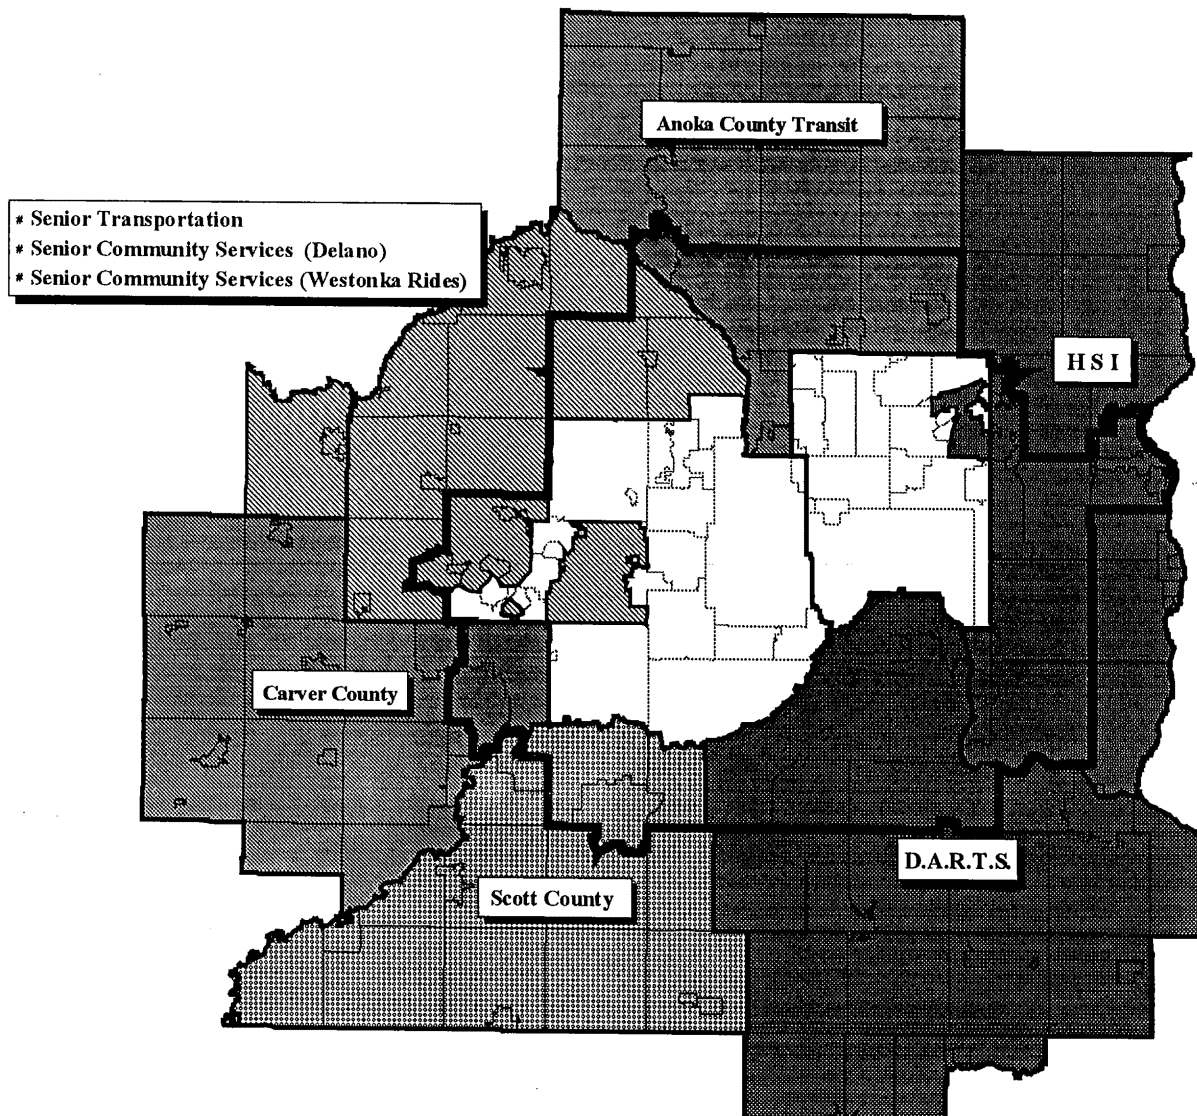 Anoka County Transit
* Senior Transportation
* Senior Community Services (Delano)
* Senior Community Services (Westonka Rides)
H S I
Carver County
D.A.R.T.S.
Scott County